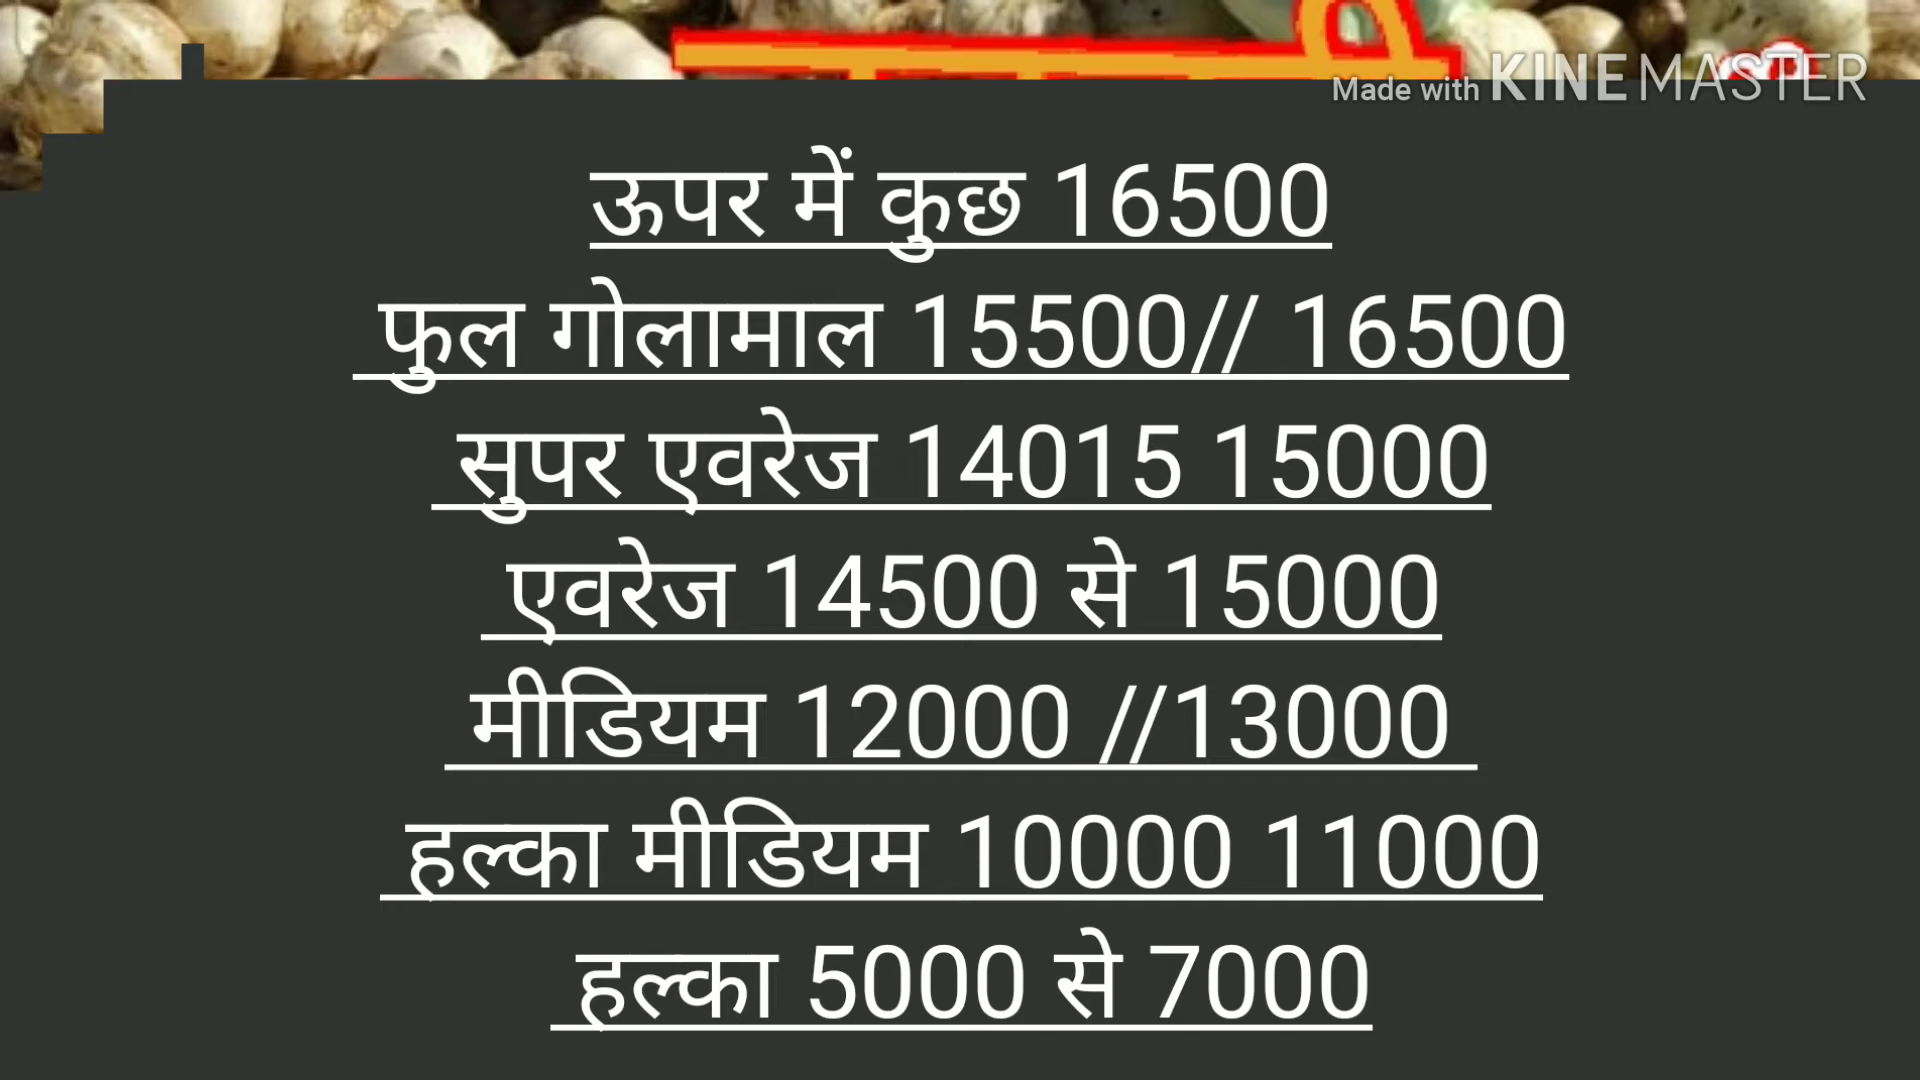 Made with KINEMASTER
ऊपर में कुछ 16500
फुल गोलामाल 15500// 16500
सुपर एवरेज 14015 15000
एवरेज 14500 से 15000
मीडियम 12000 //13000
हल्का मीडियम 10000 11000
हल्का 5000 से 7000